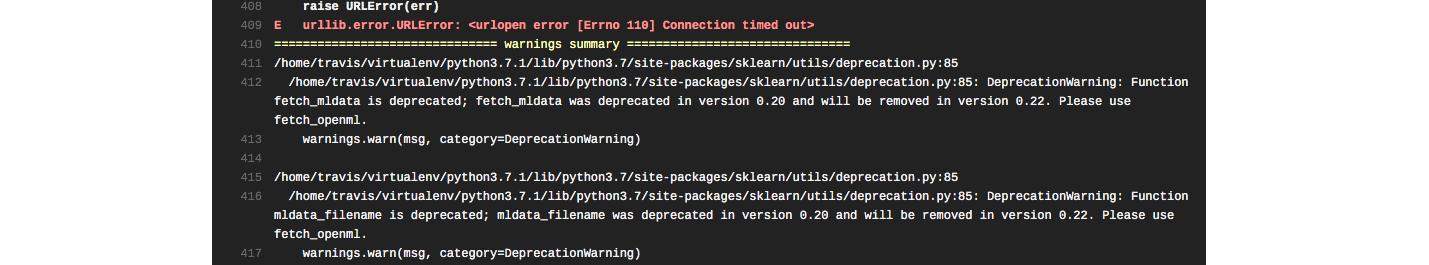 408 raise URLError(err)
409 E urllib.error.URLError: <urlopen error [Errno 110] Connection timed out>
410 =============================== warnings summary ===============================
411 /home/travis/virtualenv/python3.7.1/lib/python3.7/site-packages/sklearn/utils/deprecation.py:85
412 /home/travis/virtualenv/python3.7.1/lib/python3.7/site-packages/sklearn/utils/deprecation.py:85: DeprecationWarning: Function
fetch_mldata is deprecated; fetch_mldata was deprecated in version 0.20 and will be removed in version 0.22. Please use
fetch_openml.
413 warnings.warn(msg, category=DeprecationWarning)
414
415 /home/travis/virtualenv/python3.7.1/lib/python3.7/site-packages/sklearn/utils/deprecation.py:85
416 /home/travis/virtualenv/python3.7.1/lib/python3.7/site-packages/sklearn/utils/deprecation.py:85: DeprecationWarning: Function
mldata_filename is deprecated; mldata_filename was deprecated in version 0.20 and will be removed in version 0.22. Please use
fetch_openml.
417 warnings.warn(msg, category=DeprecationWarning)